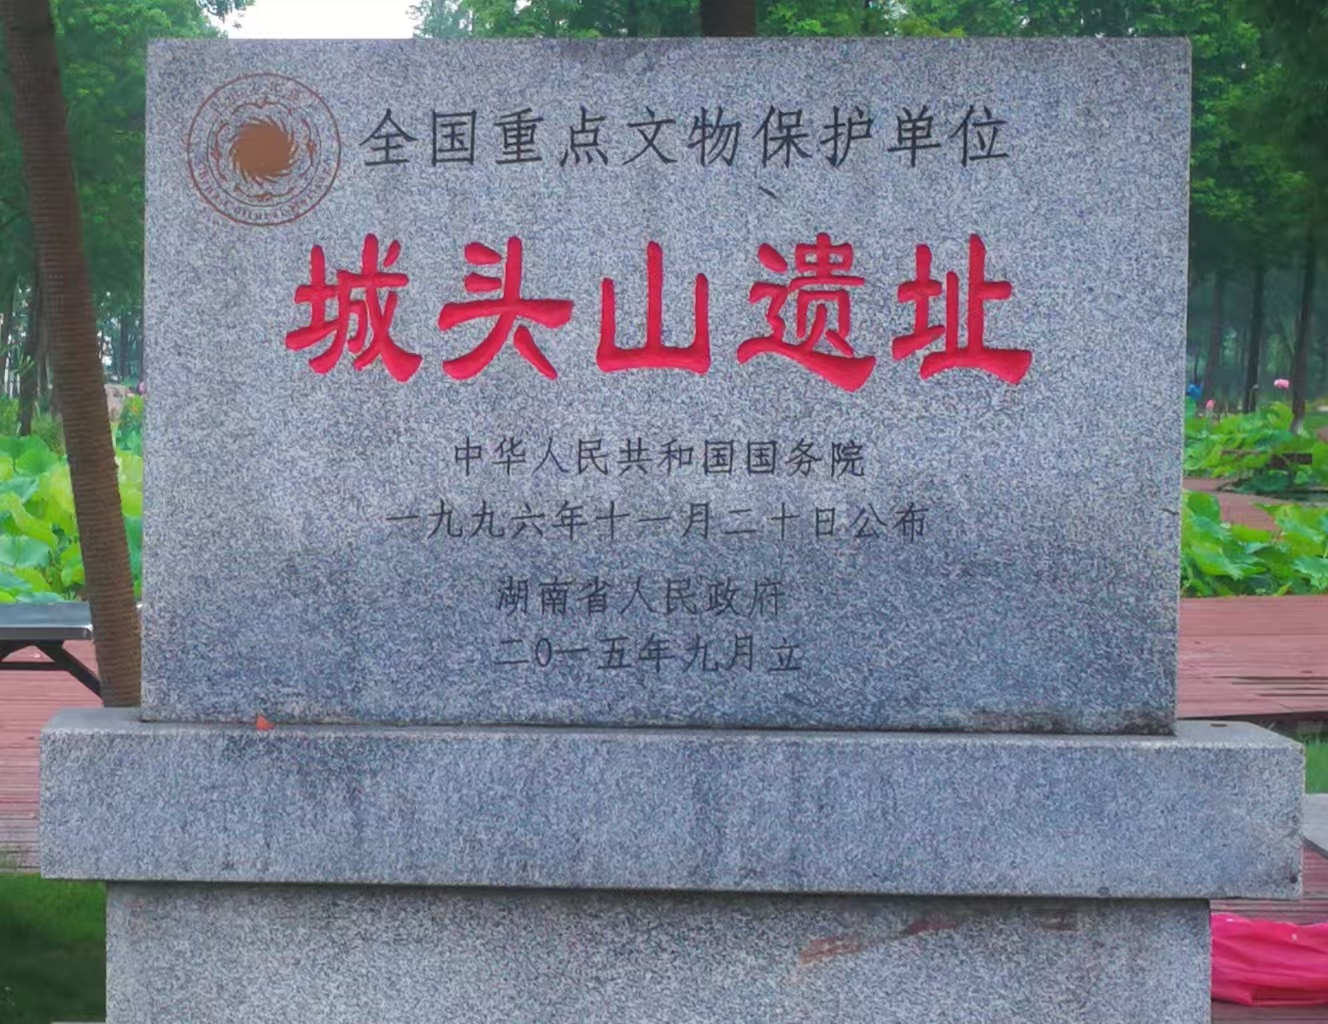 全国重点文物保护单位
城头山遗址
中华人民共和国国务院
一九九六年十一月二十日公布
湖南省人民政府
二〇一五年九月立